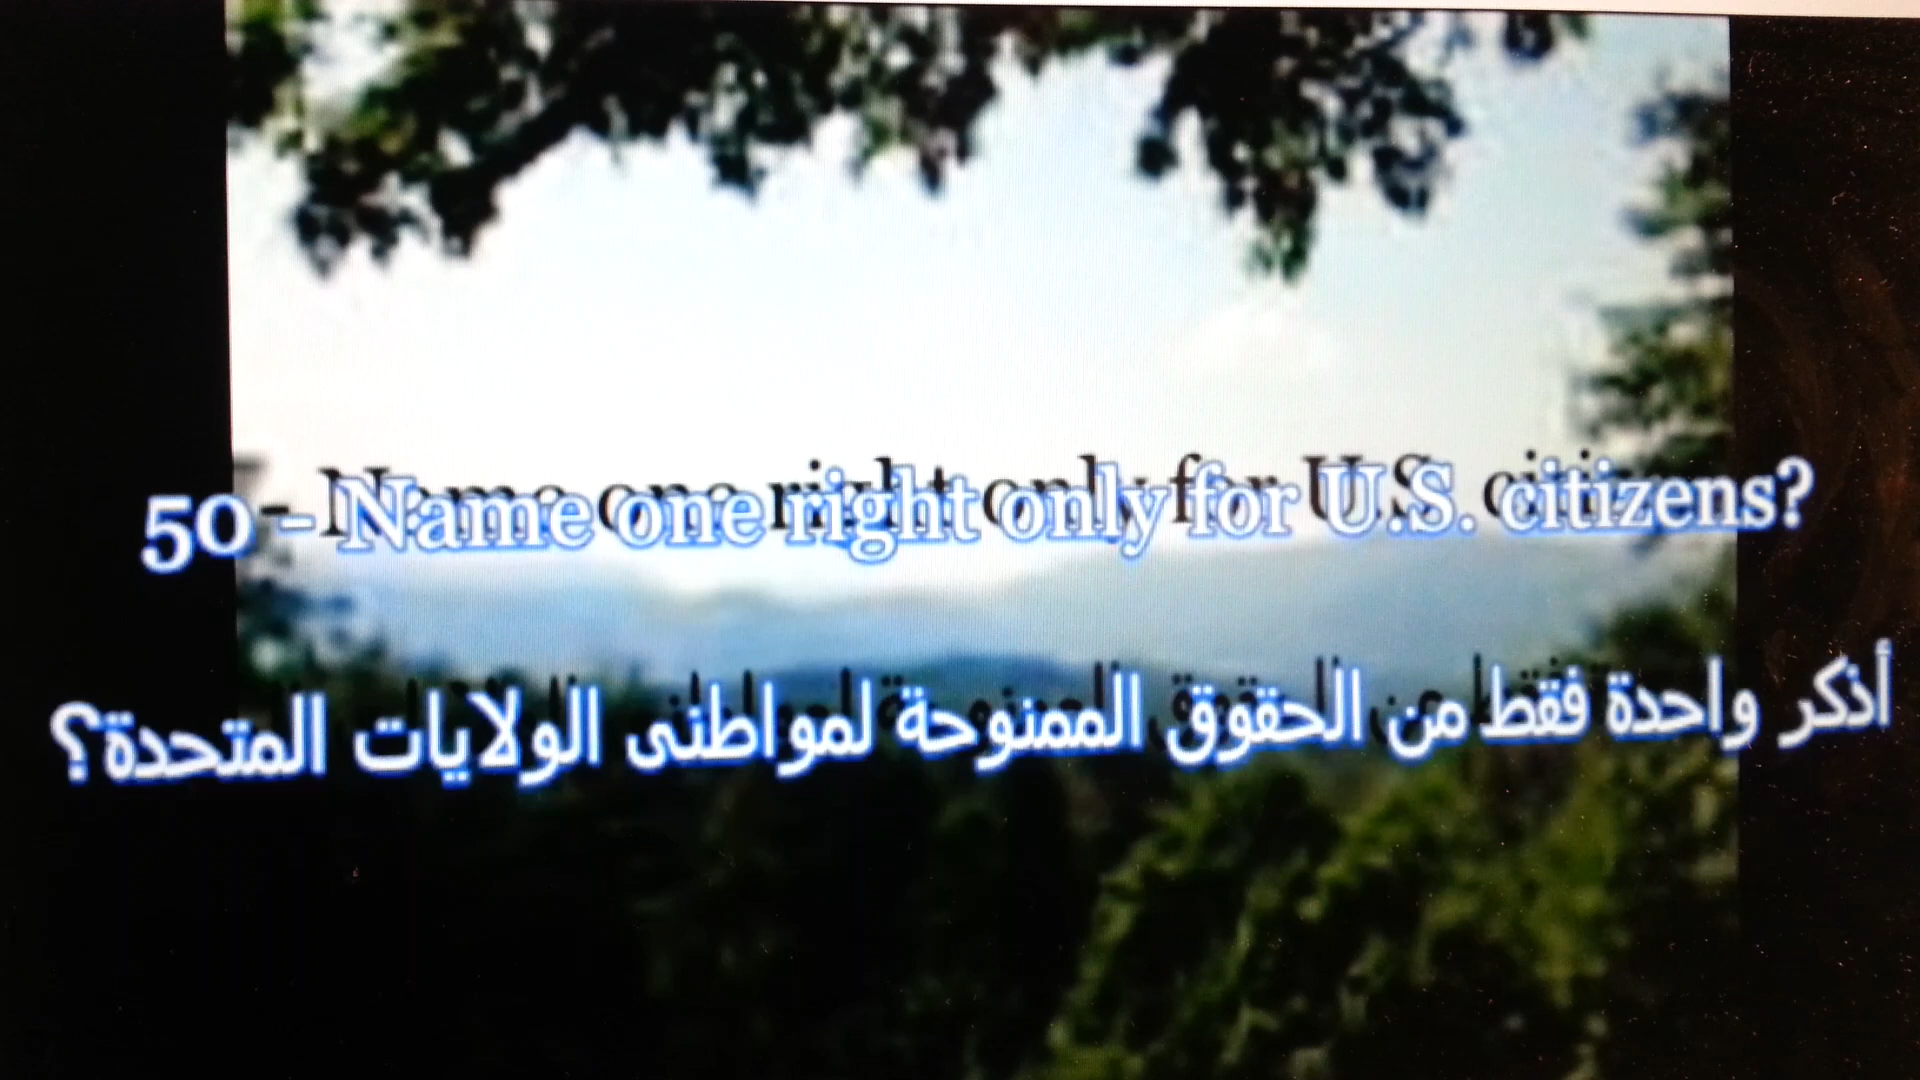 50 - Name one right only for U.S. citizens?
أذكر واحدة فقط من الحقوق الممنوحة لمواطنى الولايات المتحدة؟